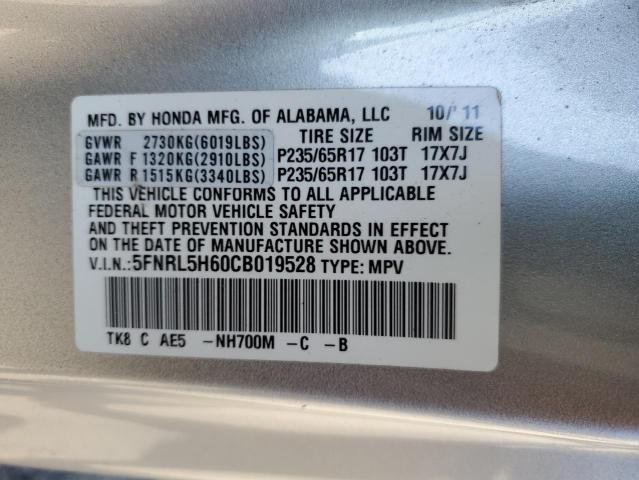 MFD. BY HONDA MFG. OF ALABAMA, LLC 10/'11
GVWR 2730KG(6019LBS) TIRE SIZE RIM SIZE
GAWR F 1320KG(2910LBS) P235/65R17 103T 17X7J
GAWR R 1515KG(3340LBS) P235/65R17 103T 17X7J
THIS VEHICLE CONFORMS TO ALL APPLICABLE
FEDERAL MOTOR VEHICLE SAFETY
AND THEFT PREVENTION STANDARDS IN EFFECT
ON THE DATE OF MANUFACTURE SHOWN ABOVE.
V.I.N.:5FNRL5H60CB019528 TYPE: MPV
TK8 C AE5 -NH700M -C -B